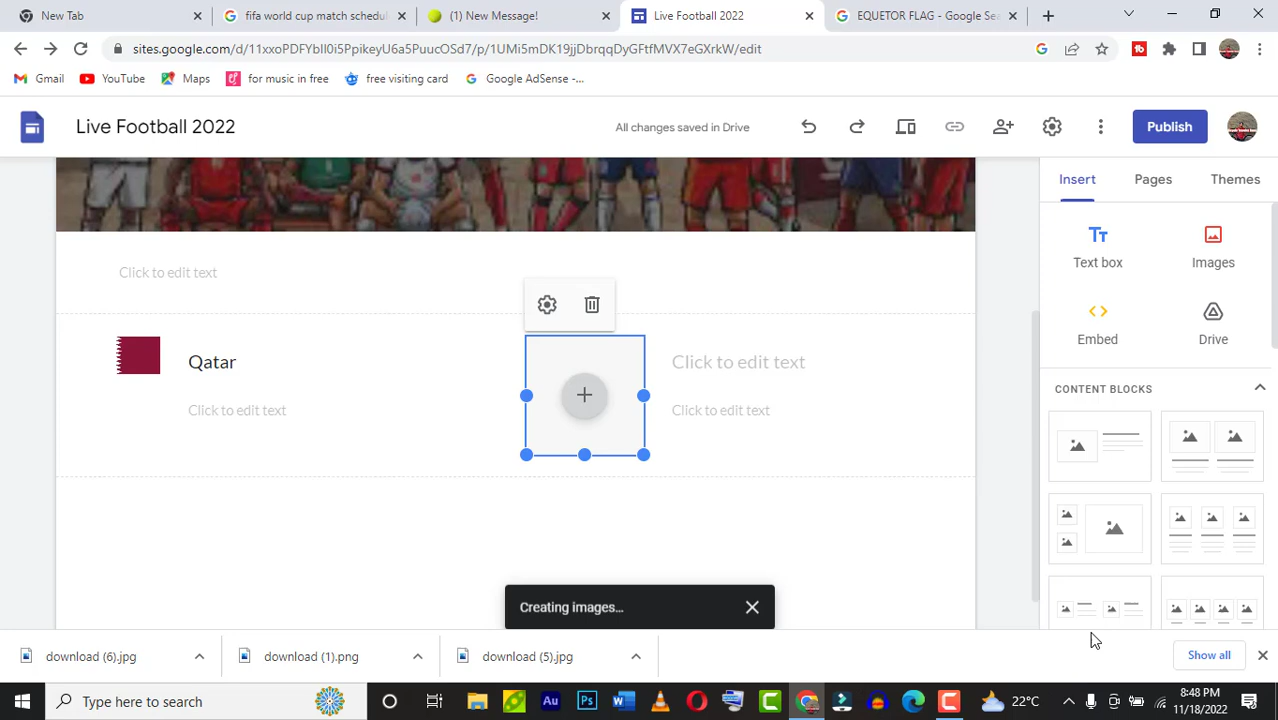 New Tab
fifa world cup match schedul
(1) New Message!
Live Football 2022
EQUETOR FLAG - Google Sea
sites.google.com/d/11xxoPDFYbII0i5PpikeyU6a5PuucOSd7/p/1UMi5mDK19jjDbrqqDyGFtfMVX7eGXrkW/edit
Gmail
YouTube
Maps
for music in free
free visiting card
Google AdSense -...
Live Football 2022
All changes saved in Drive
Publish
Insert
Pages
Themes
Click to edit text
Text box
Images
Embed
Drive
Qatar
Click to edit text
Click to edit text
Click to edit text
CONTENT BLOCKS
Creating images...
download (6).jpg
download (1).png
download (5).jpg
Show all
Type here to search
Au
Ps
22°C
8:48 PM
11/18/2022